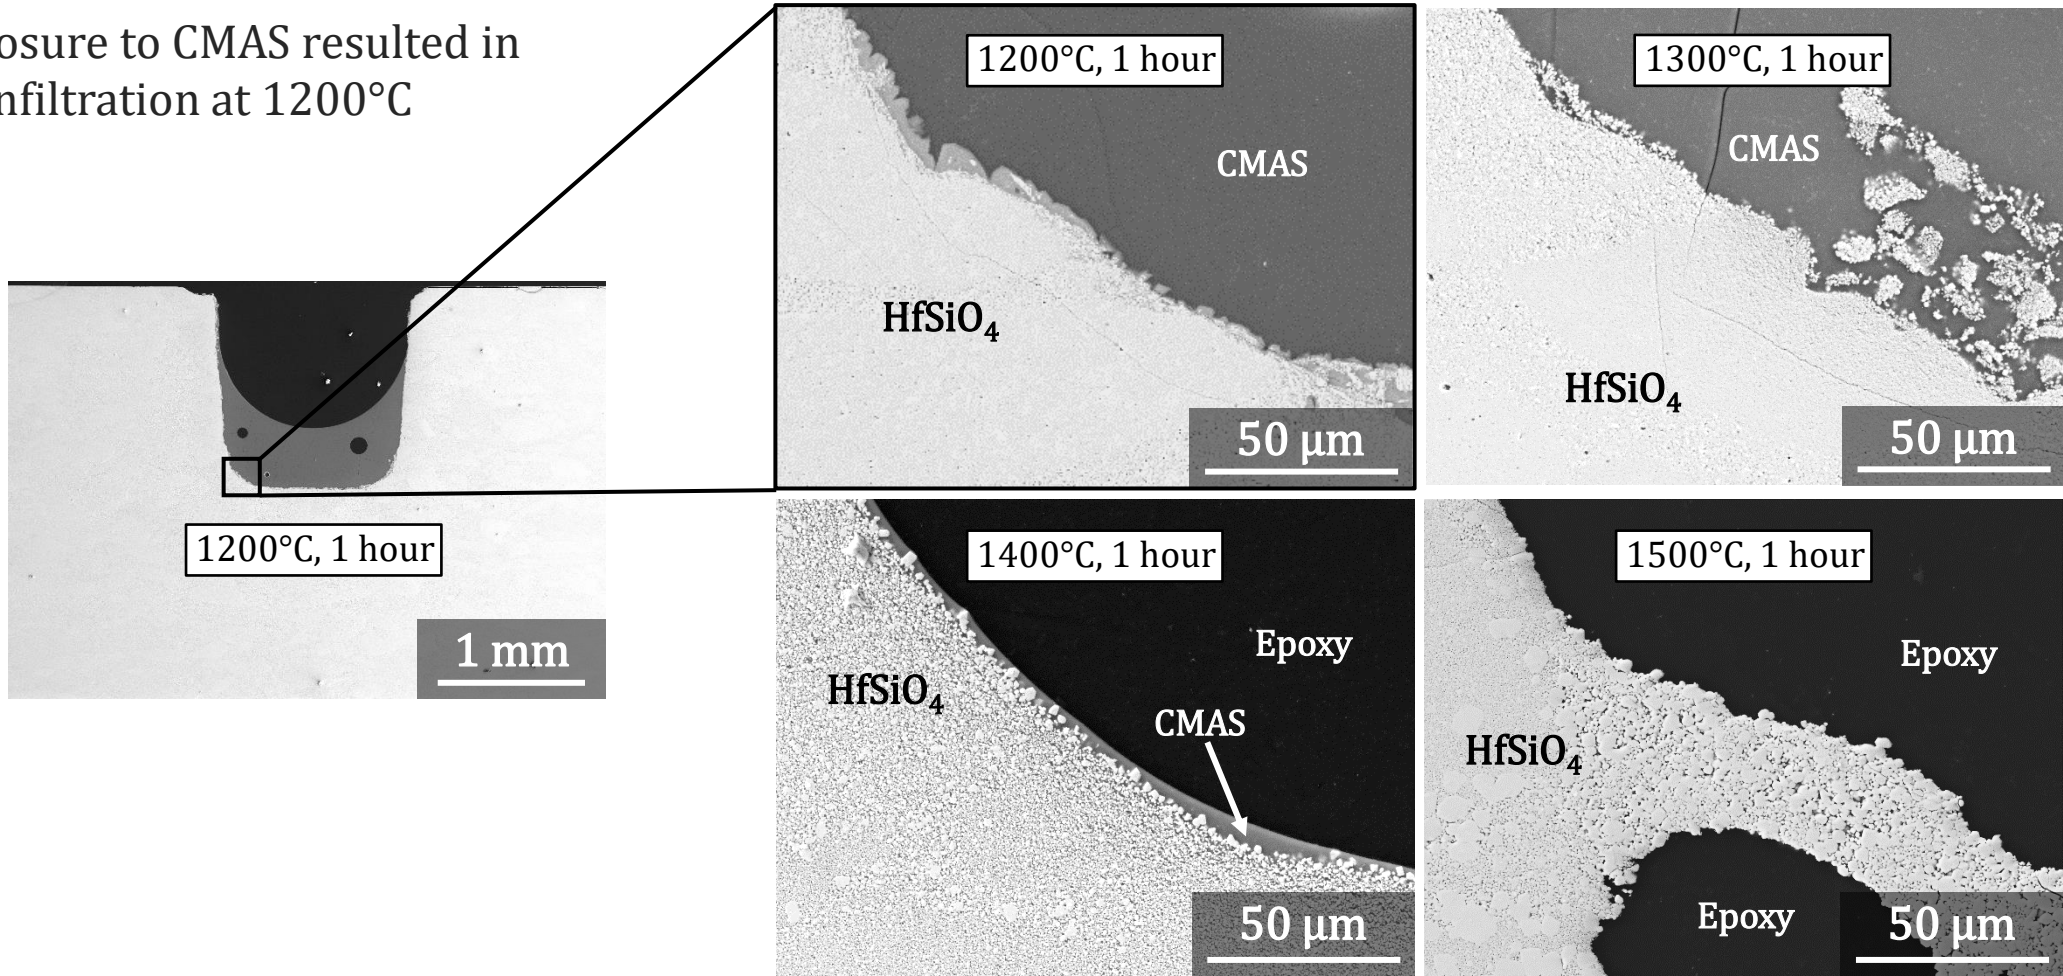 osure to CMAS resulted in
nfiltration at 1200°C
1200°C, 1 hour
1 mm
1200°C, 1 hour
CMAS
HfSiO₄
50 μm
1300°C, 1 hour
CMAS
HfSiO₄
50 μm
1400°C, 1 hour
Epoxy
HfSiO₄
CMAS
50 μm
1500°C, 1 hour
Epoxy
HfSiO₄
Epoxy
50 μm